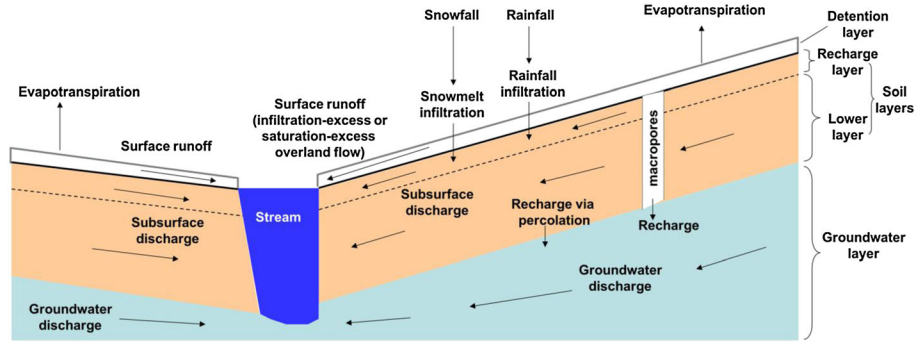 Snowfall
Rainfall
Evapotranspiration
Detention
layer
Recharge
layer
Soil
layers
Lower
layer
Evapotranspiration
Surface runoff
(infiltration-excess or
saturation-excess
overland flow)
Snowmelt
infiltration
Rainfall
infiltration
Surface runoff
macropores
Stream
Subsurface
discharge
Subsurface
discharge
Recharge via
percolation
Recharge
Groundwater
layer
Groundwater
discharge
Groundwater
discharge